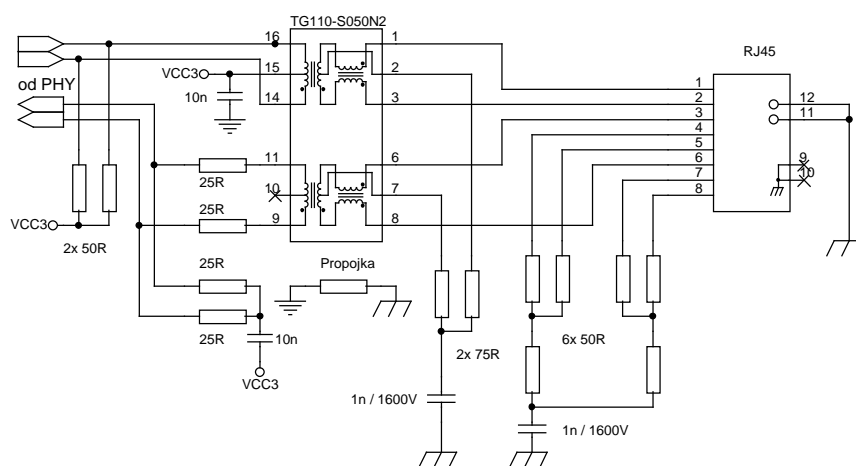 TG110-S050N2
RJ45
od PHY
VCC3
10n
16
15
14
1
2
3
11
10
9
6
7
8
25R
25R
VCC3
2x 50R
25R
25R
10n
VCC3
Propojka
2x 75R
1n / 1600V
1
2
3
4
5
6
7
8
12
11
9
10
6x 50R
1n / 1600V